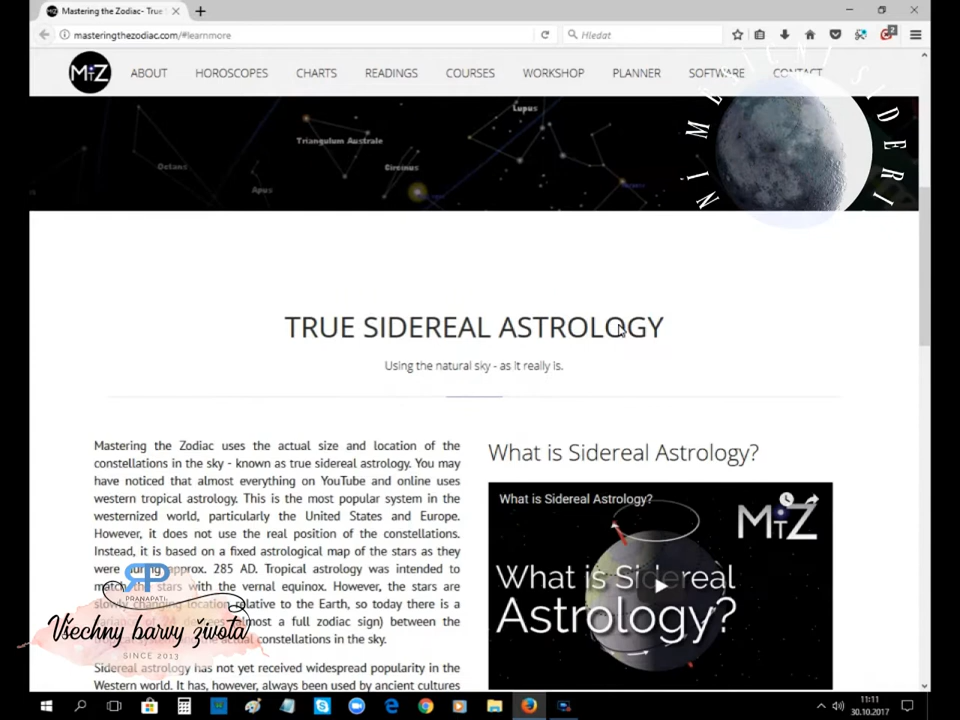 Mastering the Zodiac- True
masteringthezodiac.com/#learnmore
Hledat
2
MTZ
ABOUT
HOROSCOPES
CHARTS
READINGS
COURSES
WORKSHOP
PLANNER
SOFTWARE
CONTACT
Lupus
Triangulum Australe
Octans
Circinus
Apus
TRUE SIDEREAL ASTROLOGY
Using the natural sky - as it really is.
Mastering the Zodiac uses the actual size and location of the
constellations in the sky - known as true sidereal astrology. You may
have noticed that almost everything on YouTube and online uses
western tropical astrology. This is the most popular system in the
westernized world, particularly the United States and Europe.
However, it does not use the real position of the constellations.
Instead, it is based on a fixed astrological map of the stars as they
were during approx. 285 AD. Tropical astrology was intended to
match the stars with the vernal equinox. However, the stars are
slowly changing location relative to the Earth, so today there is a
almost a full zodiac sign) between the
constellations in the sky.
Sidereal astrology has not yet received widespread popularity in the
Western world. It has, however, always been used by ancient cultures
What is Sidereal Astrology?
What is Sidereal Astrology?
MTZ
What is Sidereal
Astrology?
RP
PRANAPATI
Všechny barvy života
SINCE 2013
11:11
30.10.2017